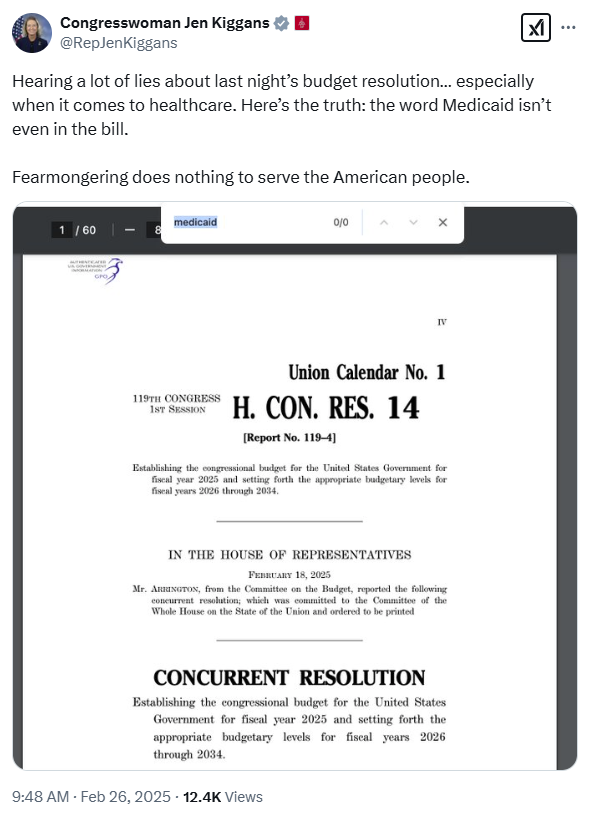 Congresswoman Jen Kiggans
@RepJenKiggans
Hearing a lot of lies about last night's budget resolution... especially
when it comes to healthcare. Here's the truth: the word Medicaid isn't
even in the bill.
Fearmongering does nothing to serve the American people.
1 / 60
8
medicaid
0/0
AUTHENTICATED
U.S. GOVERNMENT
INFORMATION
GPO
IV
Union Calendar No. 1
119TH CONGRESS
1ST SESSION
H. CON. RES. 14
[Report No. 119–4]
Establishing the congressional budget for the United States Government for
fiscal year 2025 and setting forth the appropriate budgetary levels for
fiscal years 2026 through 2034.
IN THE HOUSE OF REPRESENTATIVES
FEBRUARY 18, 2025
Mr. ARRINGTON, from the Committee on the Budget, reported the following
concurrent resolution; which was committed to the Committee of the
Whole House on the State of the Union and ordered to be printed
CONCURRENT RESOLUTION
Establishing the congressional budget for the United States
Government for fiscal year 2025 and setting forth the
appropriate budgetary levels for fiscal years 2026
through 2034.
9:48 AM · Feb 26, 2025 · 12.4K Views